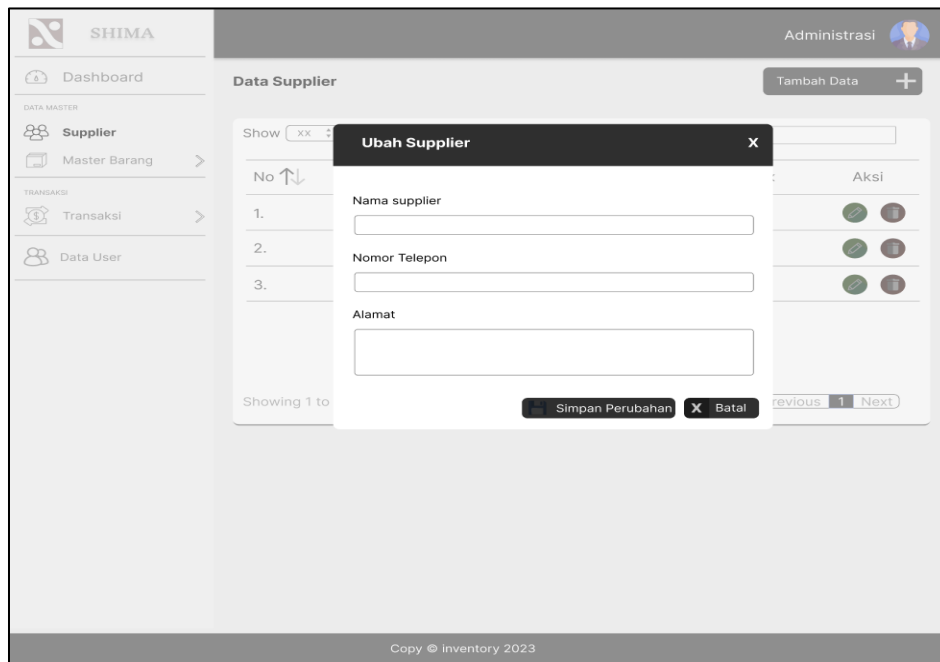 SHIMA
Administrasi
Dashboard
Data Supplier
Tambah Data
DATA MASTER
Supplier
Master Barang
TRANSAKSI
Transaksi
Data User
Show xx
Ubah Supplier X
No Aksi
Nama supplier
1.
Nomor Telepon
2.
3.
Alamat
Showing 1 to
Simpan Perubahan X Batal
revious 1 Next
Copy © inventory 2023